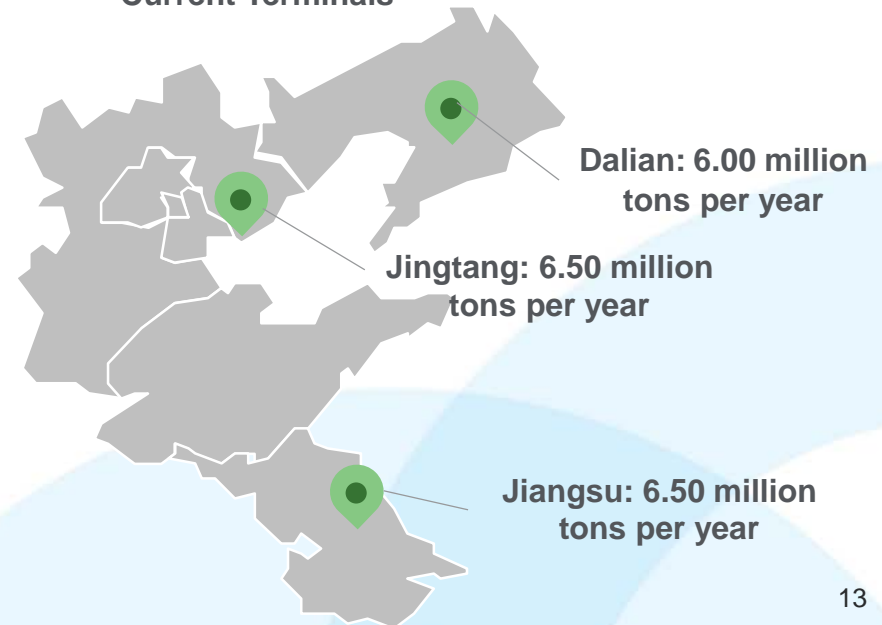 Current Terminals
Dalian: 6.00 million
tons per year
Jingtang: 6.50 million
tons per year
Jiangsu: 6.50 million
tons per year
13